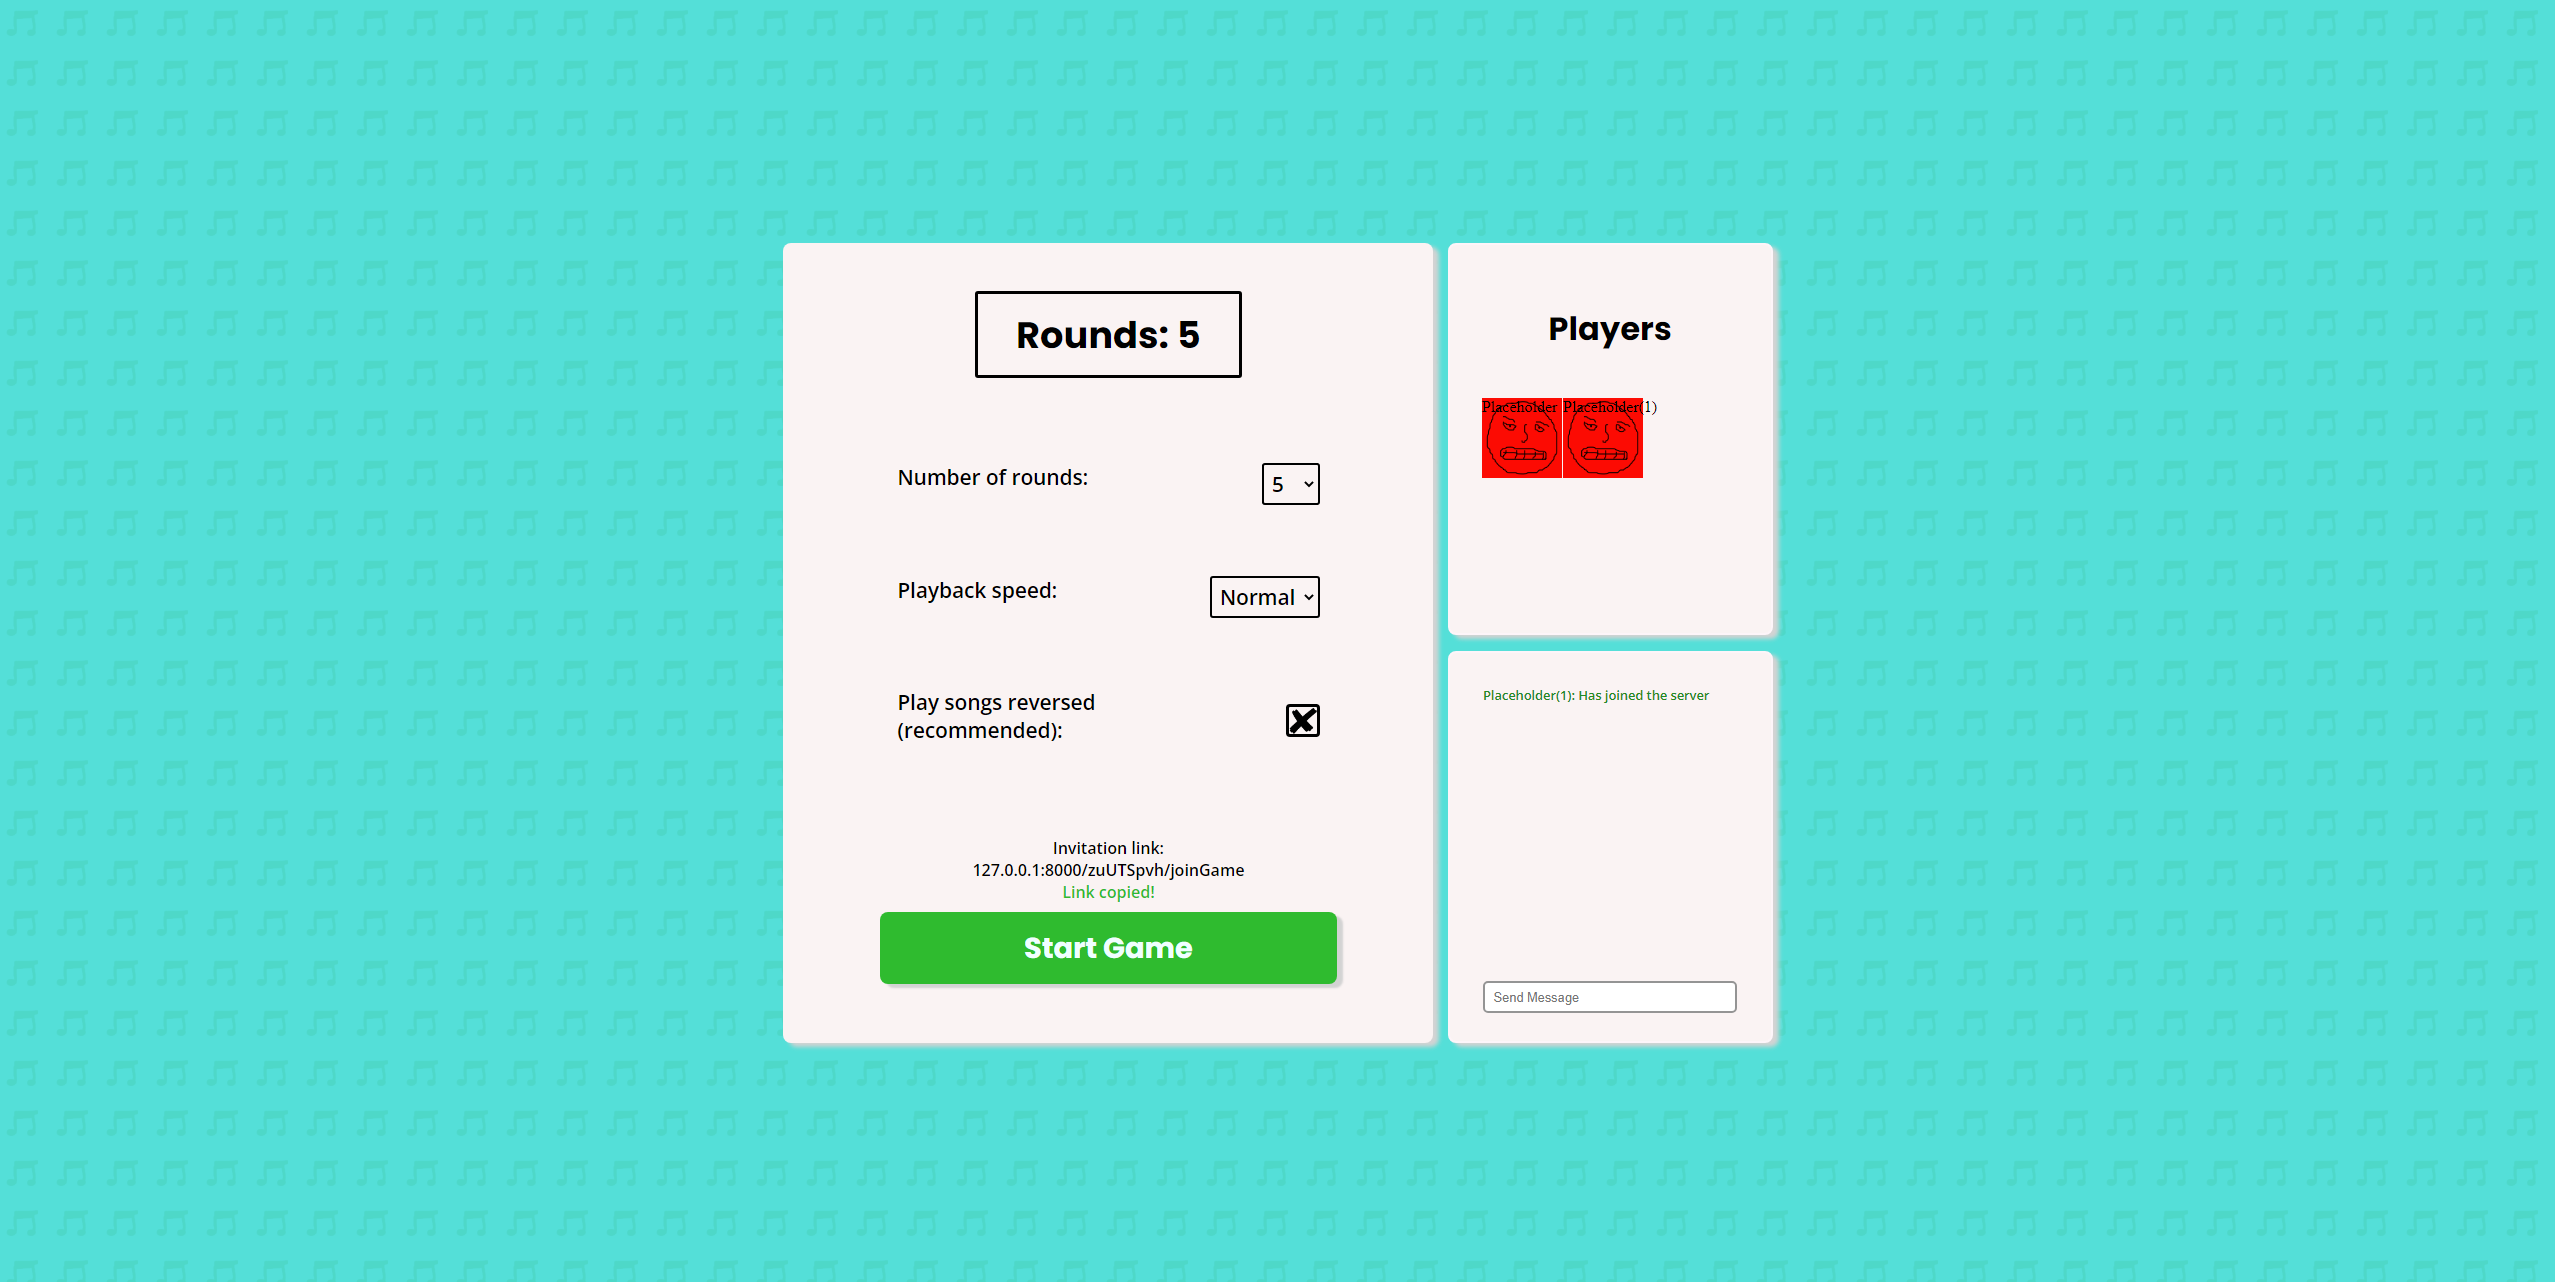 Rounds: 5
Number of rounds:
5
Playback speed:
Normal
Play songs reversed
(recommended):
Invitation link:
127.0.0.1:8000/zuUTSpvh/joinGame
Link copied!
Start Game
Players
Placeholder
Placeholder(1)
Placeholder(1): Has joined the server
Send Message